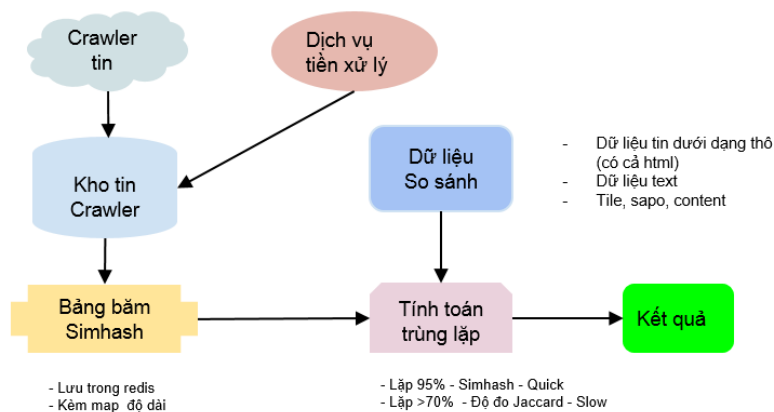 Crawler
tin
Dịch vụ
tiền xử lý
Kho tin
Crawler
Dữ liệu
So sánh
- Dữ liệu tin dưới dạng thô
(có cả html)
- Dữ liệu text
- Tile, sapo, content
Bảng băm
Simhash
Tính toán
trùng lặp
Kết quả
- Lưu trong redis
- Kèm map độ dài
- Lặp 95% - Simhash - Quick
- Lặp >70% - Độ đo Jaccard - Slow